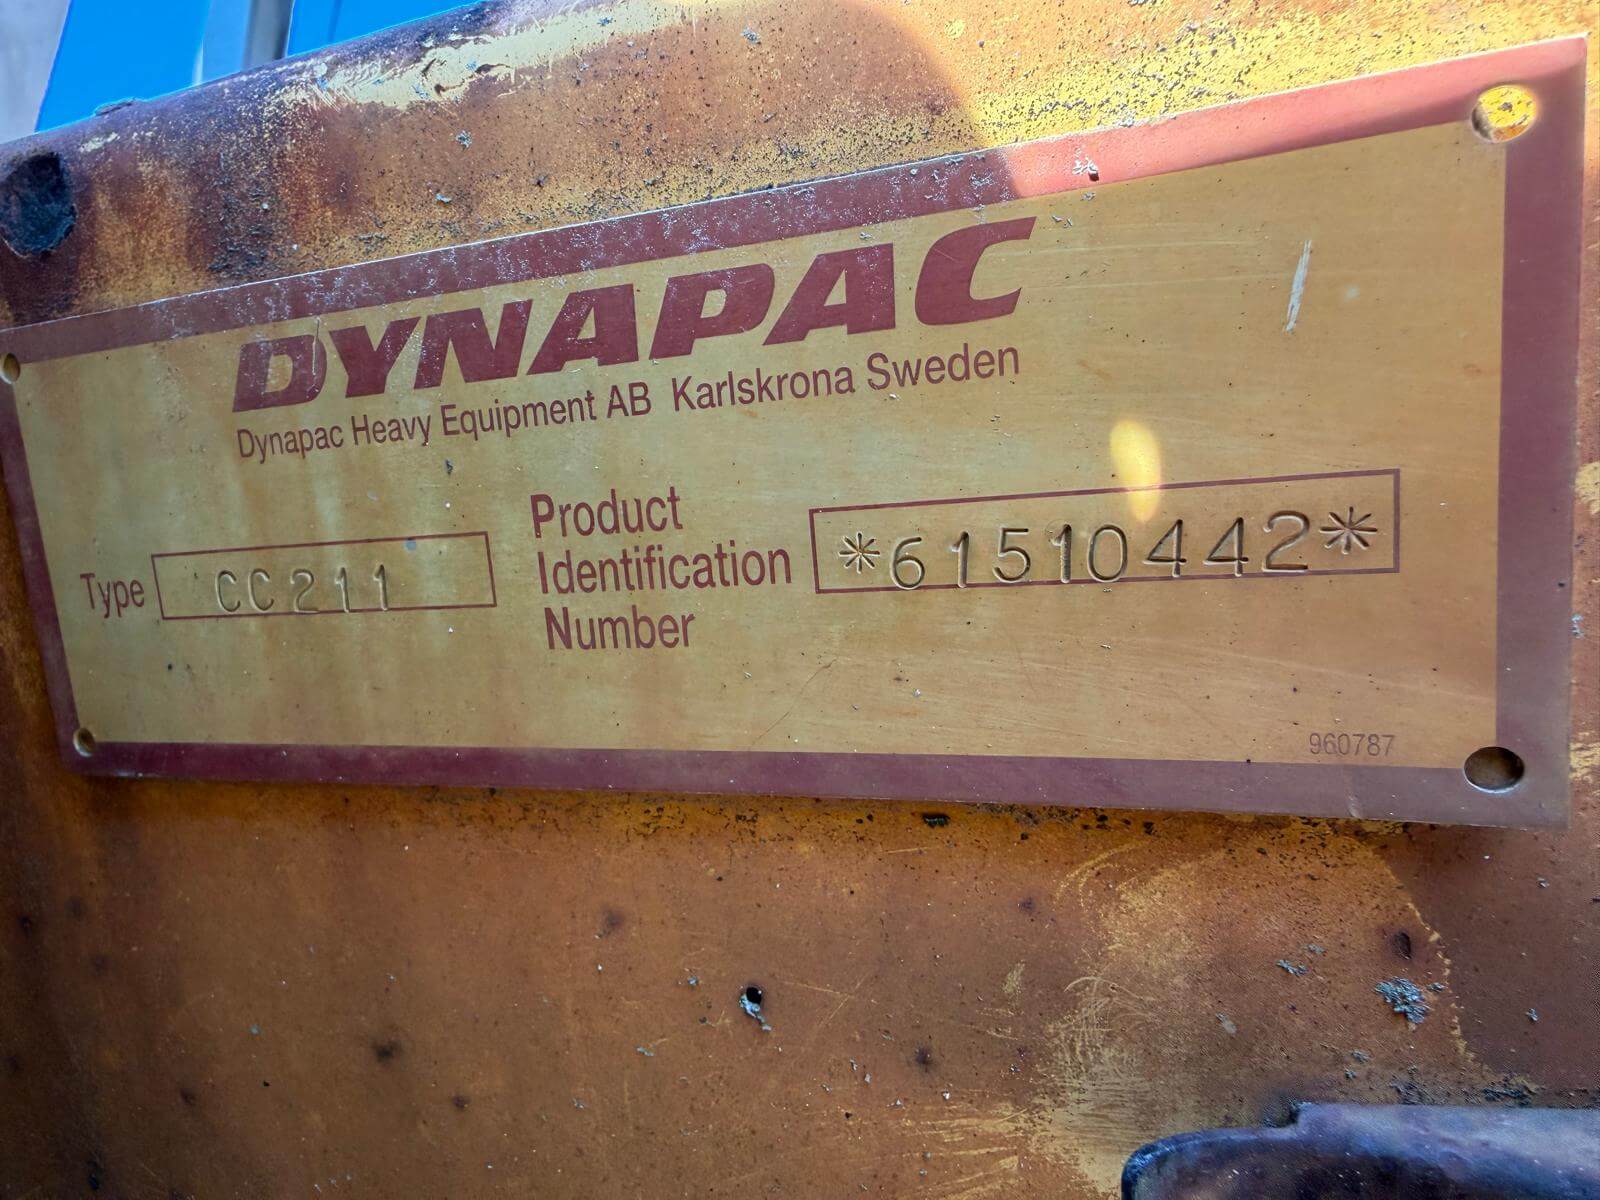 DYNAPAC
Dynapac Heavy Equipment AB Karlskrona Sweden
Type CC211
Product
Identification
Number
*61510442*
960787